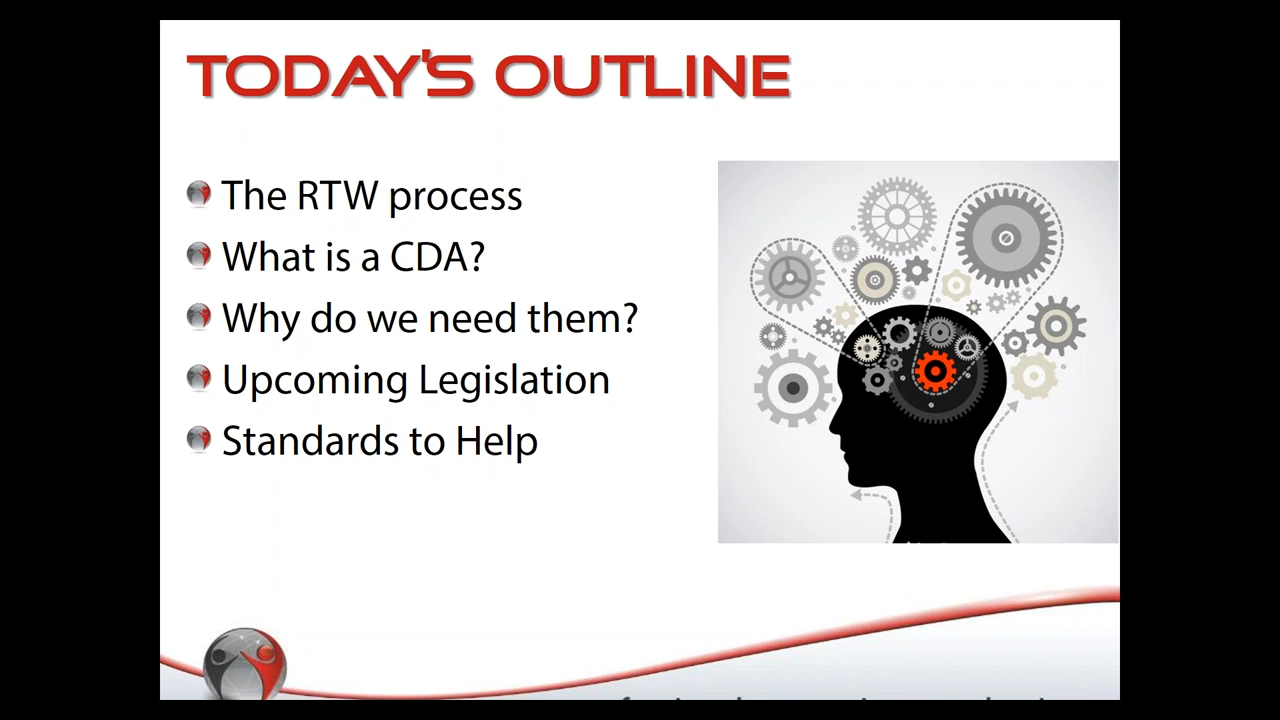 TODAY'S OUTLINE
The RTW process
What is a CDA?
Why do we need them?
Upcoming Legislation
Standards to Help